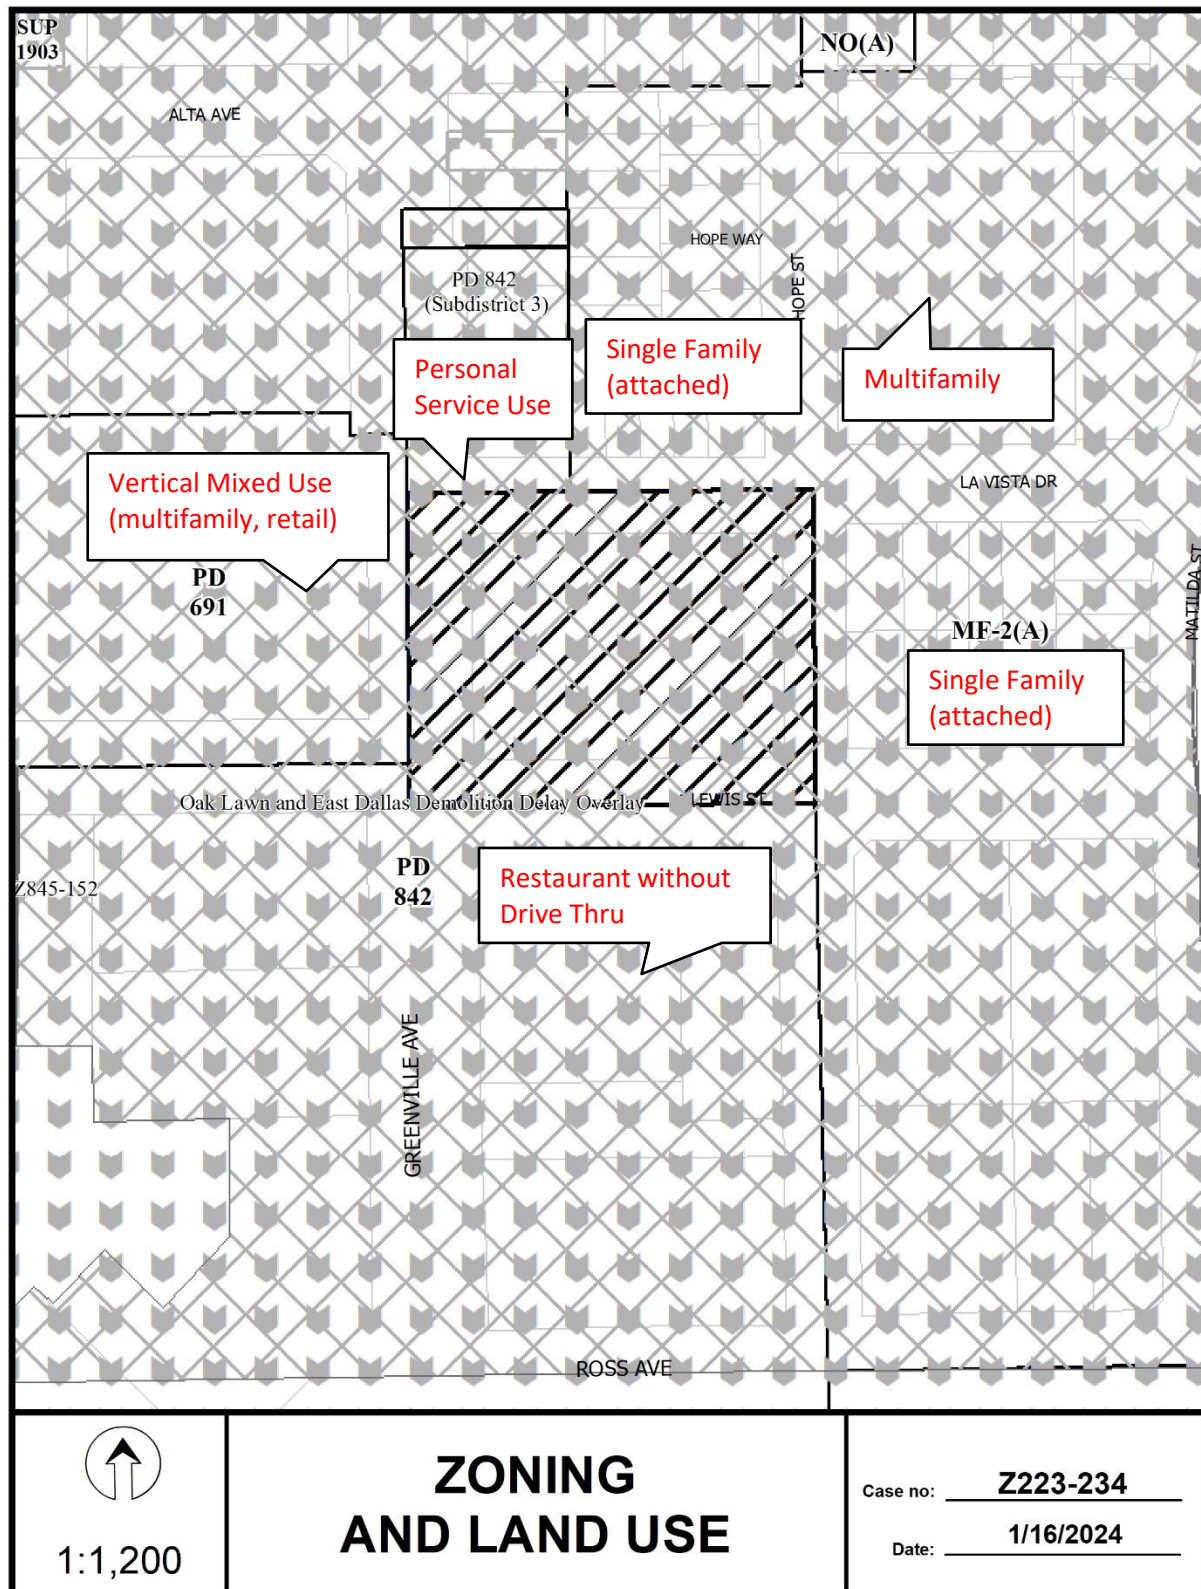 SUP
1903
NO(A)
ALTA AVE
HOPE WAY
HOPE ST
PD 842
(Subdistrict 3)
Personal
Service Use
Single Family
(attached)
Multifamily
Vertical Mixed Use
(multifamily, retail)
LA VISTA DR
MATILDA ST
PD
691
MF-2(A)
Single Family
(attached)
Oak Lawn and East Dallas Demolition Delay Overlay
LEWIS ST
PD
842
Z845-152
Restaurant without
Drive Thru
GREENVILLE AVE
ROSS AVE
1:1,200
ZONING
AND LAND USE
Case no: Z223-234
Date: 1/16/2024